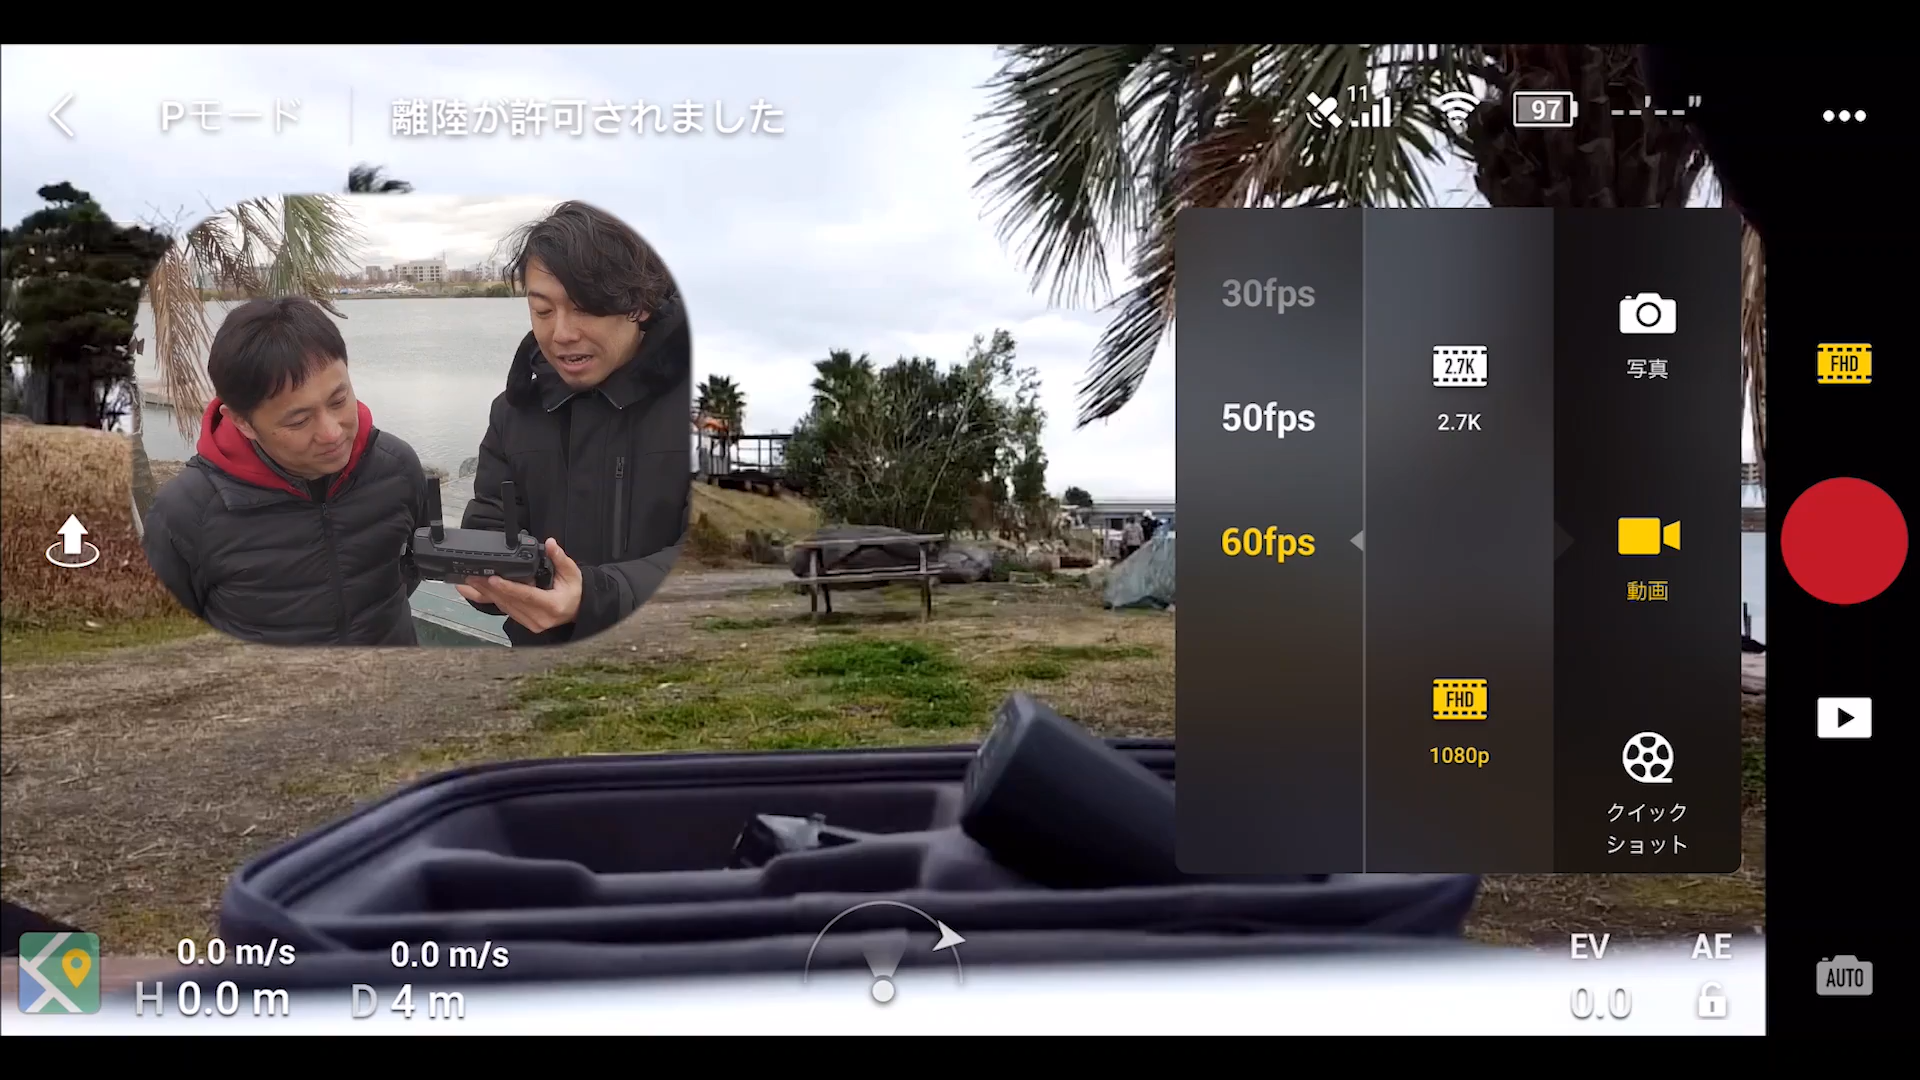 Pモード
離陸が許可されました
11
97
--'--"
30fps
50fps
60fps
2.7K
2.7K
FHD
1080p
写真
動画
クイック
ショット
FHD
0.0 m/s
0.0 m/s
H 0.0 m
D 4 m
EV
0.0
AE
AUTO